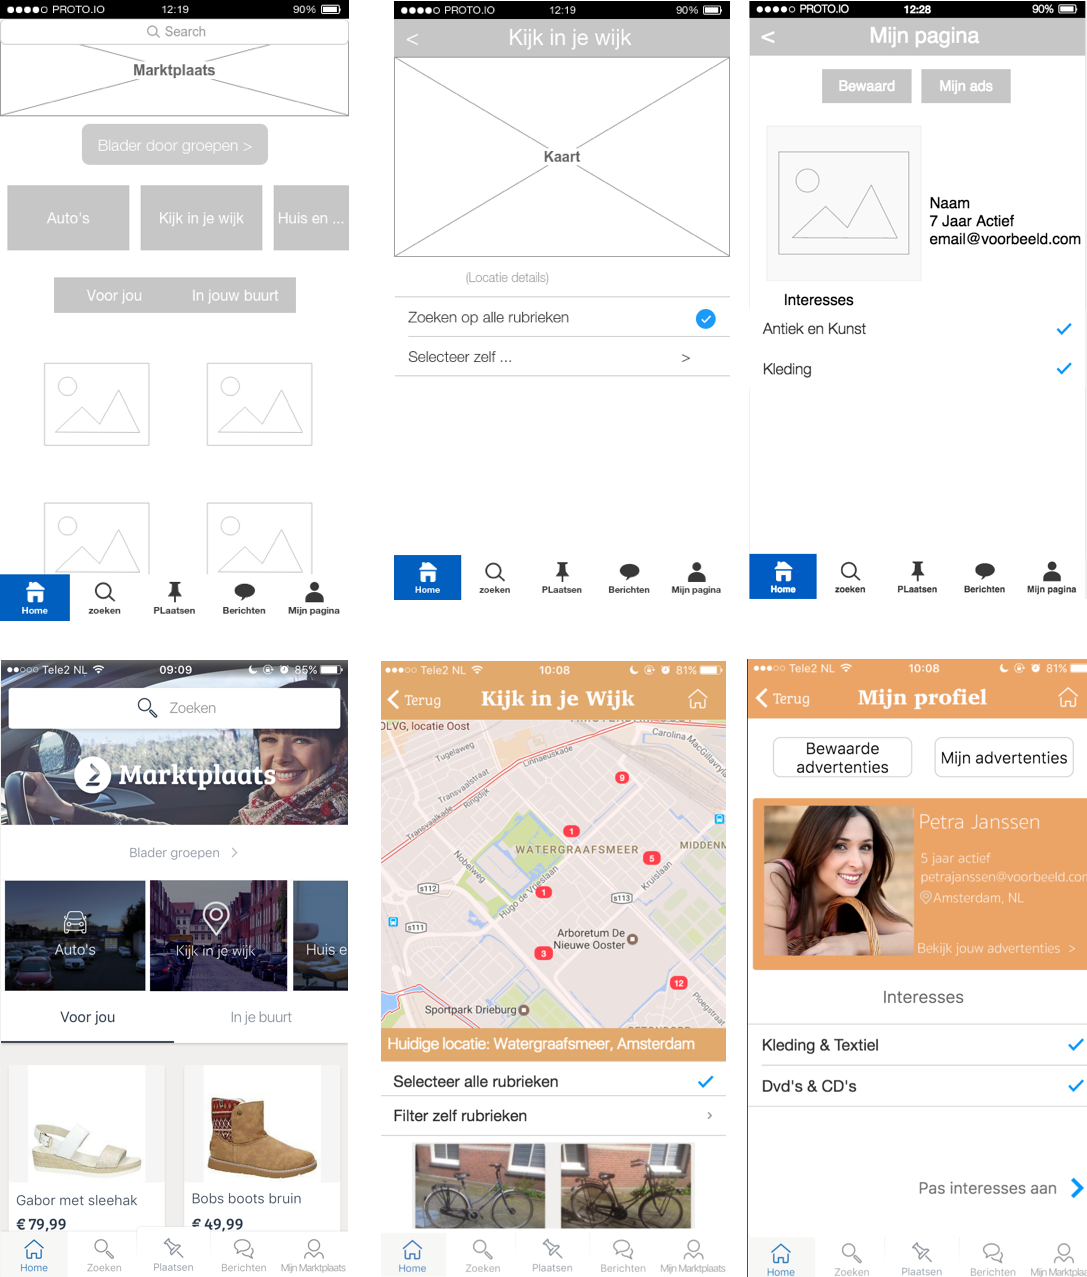 PROTO.IO 12:19 90%
Search
Marktplaats
Blader door groepen >
Auto's
Kijk in je wijk
Huis en ...
Voor jou
In jouw buurt
Home
zoeken
PLaatsen
Berichten
Mijn pagina
PROTO.IO 12:19 90%
< Kijk in je wijk
Kaart
(Locatie details)
Zoeken op alle rubrieken
Selecteer zelf ... >
Home
zoeken
PLaatsen
Berichten
Mijn pagina
PROTO.IO 12:28 90%
< Mijn pagina
Bewaard
Mijn ads
Naam
7 Jaar Actief
email@voorbeeld.com
Interesses
Antiek en Kunst
Kleding
Home
zoeken
PLaatsen
Berichten
Mijn pagina
Tele2 NL 09:09 85%
Zoeken
2 Marktplaats
Blader groepen >
Auto's
Kijk in je wijk
Huis e
Voor jou
In je buurt
Gabor met sleehak
€ 79,99
Bobs boots bruin
€ 49,99
Home
Zoeken
Plaatsen
Berichten
Mijn Marktplaats
Tele2 NL 10:08 81%
Terug
Kijk in je Wijk
OLVG, locatie Oost
Tugelaweg
Transvaalstraat
Ringdijk
Transvaalkade
Linnaeuskade
Carolina MacGillavrylaan
9
1
WATERGRAAFSMEER
MIDDENM
5
Nobelweg
Kruislaan
s112
1
s113
Hugo de Vrieslaan
s111
Arboretum De
Nieuwe Ooster
3
12
Ploegstraat
Sportpark Drieburg
Huidige locatie: Watergraafsmeer, Amsterdam
Selecteer alle rubrieken
Filter zelf rubrieken >
Home
Zoeken
Plaatsen
Berichten
Mijn Marktplaats
Tele2 NL 10:08 81%
Terug
Mijn profiel
Bewaarde
advertenties
Mijn advertenties
Petra Janssen
5 jaar actief
petrajanssen@voorbeeld.com
Amsterdam, NL
Bekijk jouw advertenties >
Interesses
Kleding & Textiel
Dvd's & CD's
Pas interesses aan >
Home
Zoeken
Plaatsen
Berichten
Mijn Marktplaa